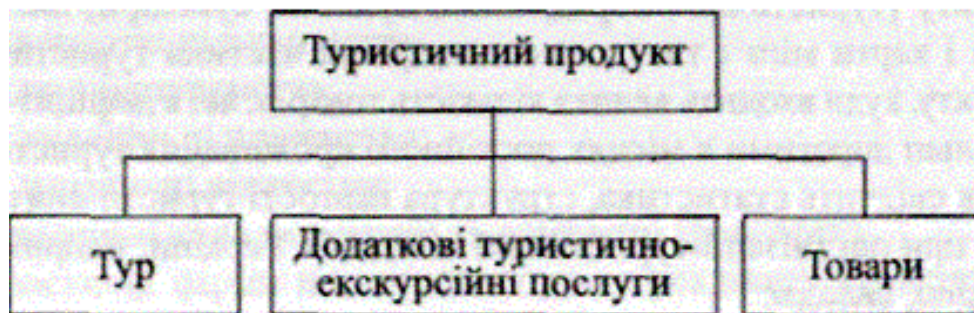 Туристичний продукт
Тур
Додаткові туристично-
екскурсійні послуги
Товари